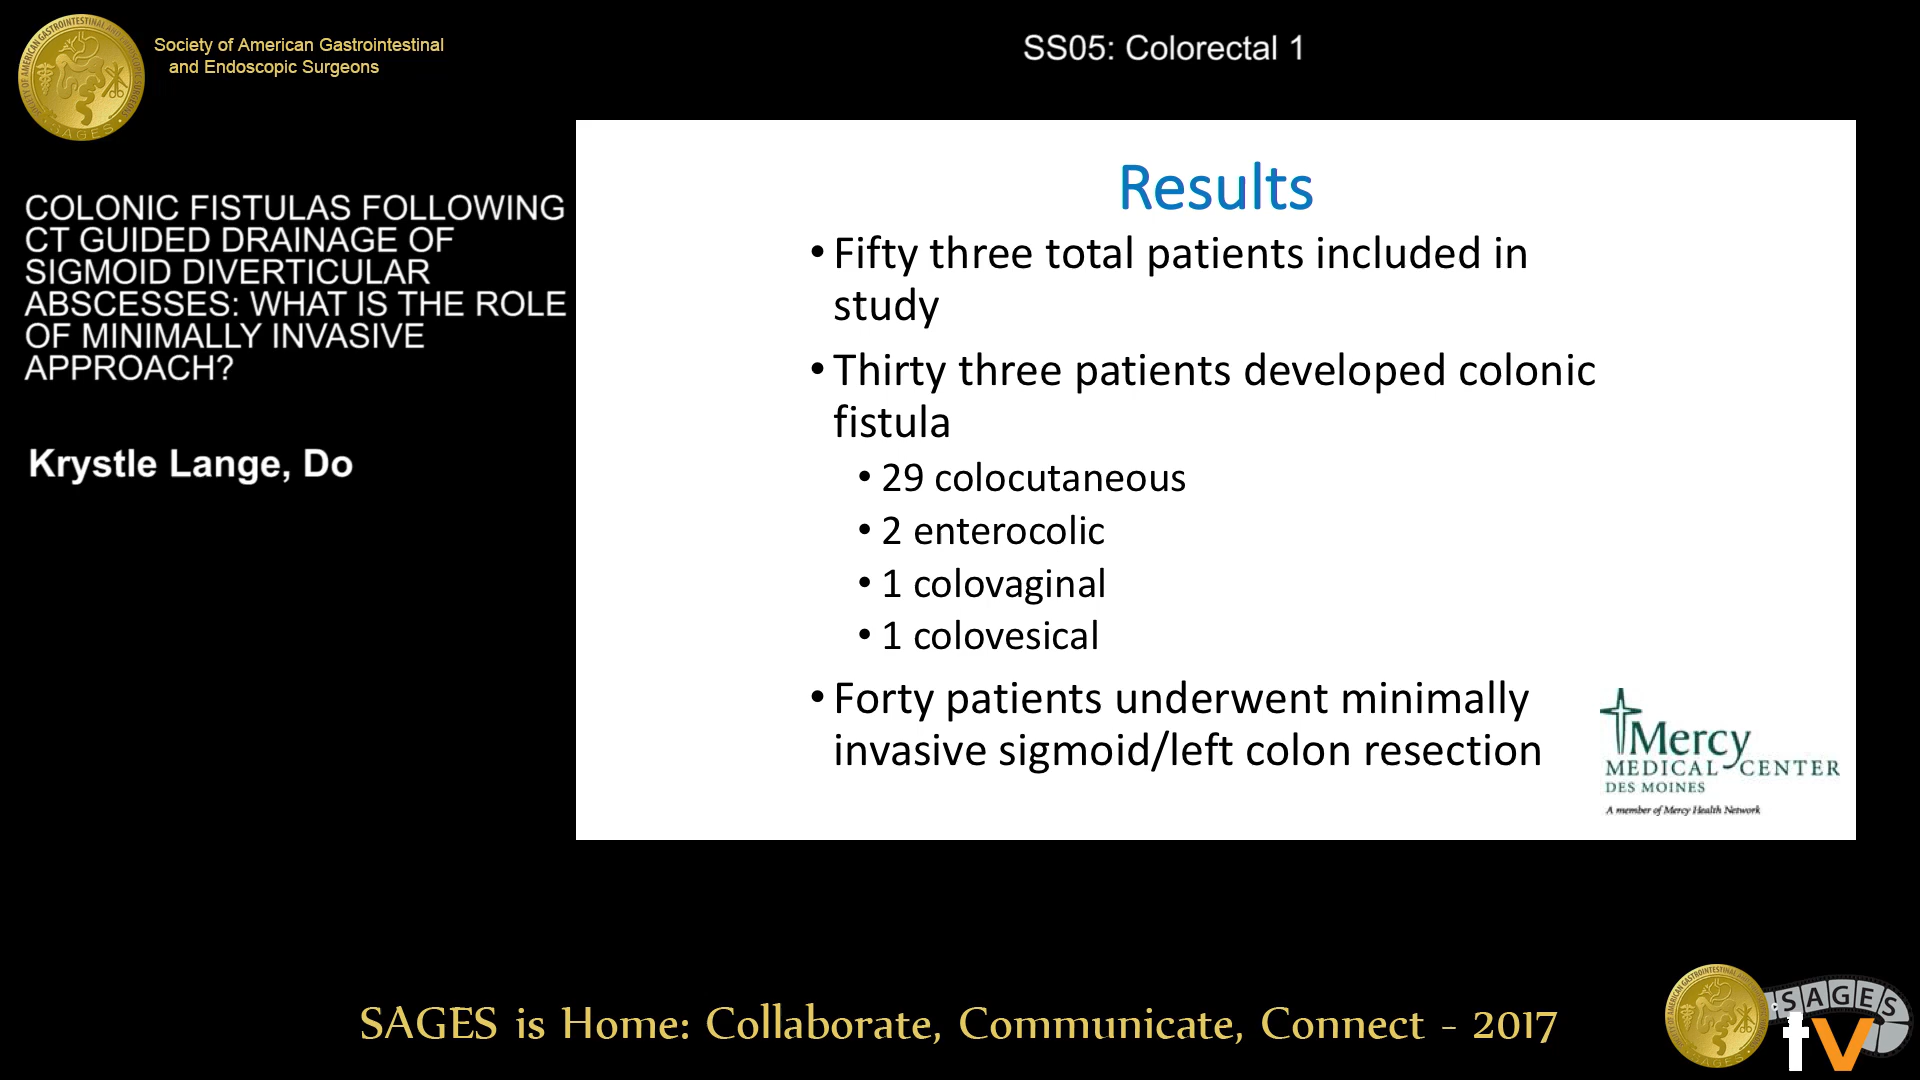 Society of American Gastrointestinal
and Endoscopic Surgeons
SS05: Colorectal 1
COLONIC FISTULAS FOLLOWING
CT GUIDED DRAINAGE OF
SIGMOID DIVERTICULAR
ABSCESSES: WHAT IS THE ROLE
OF MINIMALLY INVASIVE
APPROACH?
Krystle Lange, Do
Results
• Fifty three total patients included in
study
• Thirty three patients developed colonic
fistula
• 29 colocutaneous
• 2 enterocolic
• 1 colovaginal
• 1 colovesical
• Forty patients underwent minimally
invasive sigmoid/left colon resection
Mercy
MEDICAL CENTER
DES MOINES
A member of Mercy Health Network
SAGES is Home: Collaborate, Communicate, Connect - 2017
SAGES
tv